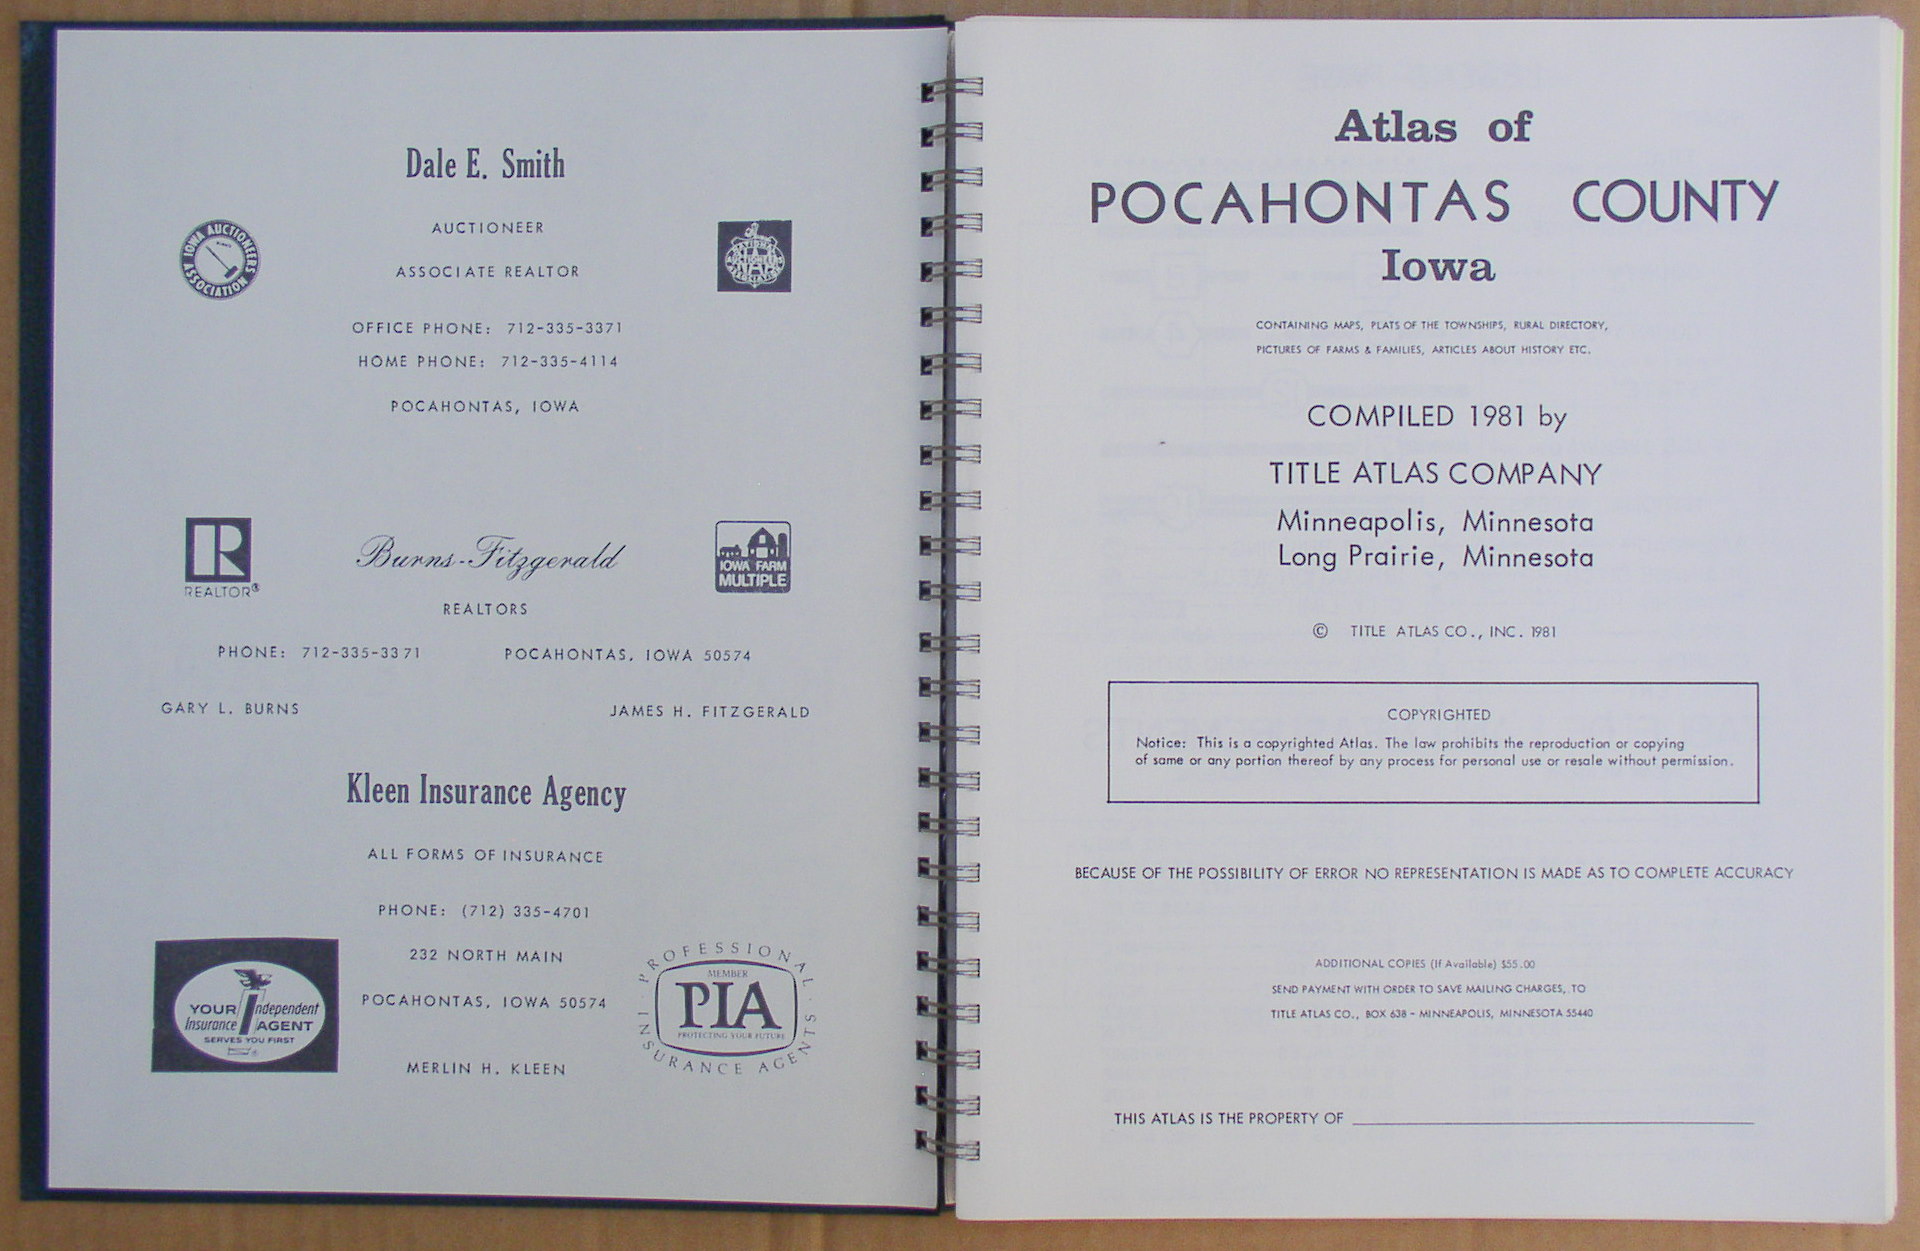 Dale E. Smith
AUCTIONEER
ASSOCIATE REALTOR
OFFICE PHONE: 712-335-3371
HOME PHONE: 712-335-4114
POCAHONTAS, IOWA
IOWA AUCTIONEERS ASSOCIATION
NATIONAL
AUCTIONEERS
ASSOCIATION
R
REALTOR®
Burns-Fitzgerald
REALTORS
IOWA FARM
MULTIPLE
PHONE: 712-335-3371 POCAHONTAS, IOWA 50574
GARY L. BURNS JAMES H. FITZGERALD
Kleen Insurance Agency
ALL FORMS OF INSURANCE
PHONE: (712) 335-4701
232 NORTH MAIN
POCAHONTAS, IOWA 50574
MERLIN H. KLEEN
YOUR Independent
Insurance AGENT
SERVES YOU FIRST
PROFESSIONAL INSURANCE AGENTS
MEMBER
PIA
PROTECTING YOUR FUTURE
Atlas of
POCAHONTAS COUNTY
Iowa
CONTAINING MAPS, PLATS OF THE TOWNSHIPS, RURAL DIRECTORY,
PICTURES OF FARMS & FAMILIES, ARTICLES ABOUT HISTORY ETC.
COMPILED 1981 by
TITLE ATLAS COMPANY
Minneapolis, Minnesota
Long Prairie, Minnesota
© TITLE ATLAS CO., INC. 1981
COPYRIGHTED
Notice: This is a copyrighted Atlas. The law prohibits the reproduction or copying
of same or any portion thereof by any process for personal use or resale without permission.
BECAUSE OF THE POSSIBILITY OF ERROR NO REPRESENTATION IS MADE AS TO COMPLETE ACCURACY
ADDITIONAL COPIES (If Available) $55.00
SEND PAYMENT WITH ORDER TO SAVE MAILING CHARGES, TO
TITLE ATLAS CO., BOX 638 - MINNEAPOLIS, MINNESOTA 55440
THIS ATLAS IS THE PROPERTY OF